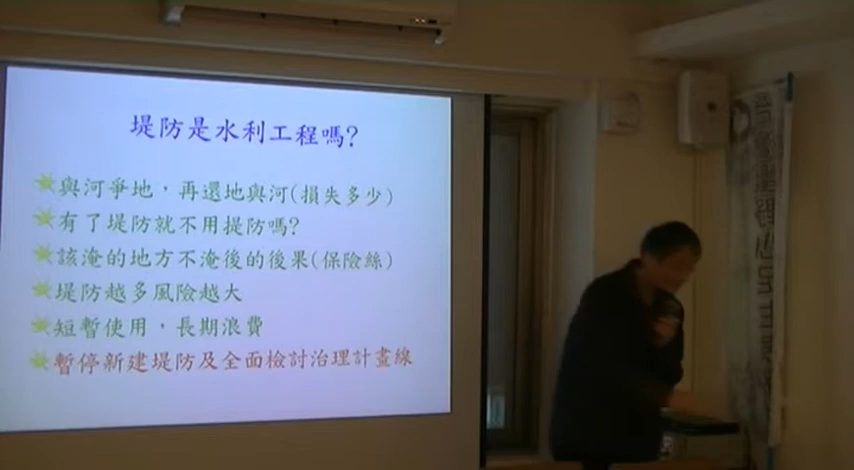 堤防是水利工程嗎?
與河爭地，再還地與河(損失多少)
有了堤防就不用提防嗎?
該淹的地方不淹後的後果(保險絲)
堤防越多風險越大
短暫使用，長期浪費
暫停新建堤防及全面檢討治理計畫線